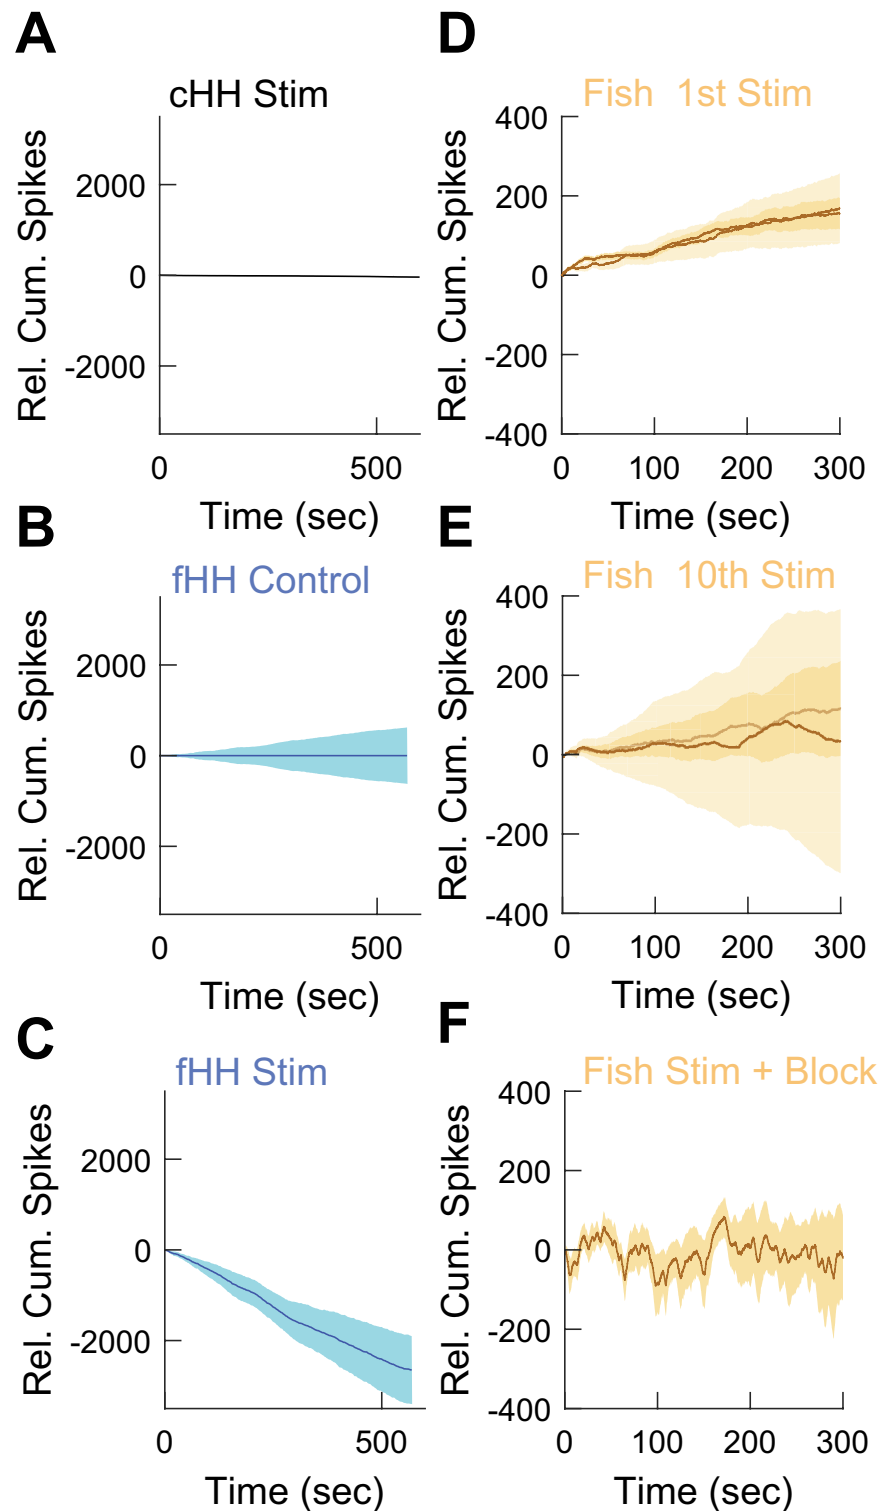 A
cHH Stim
Rel. Cum. Spikes
2000
0
-2000
0 500
Time (sec)
B
fHH Control
Rel. Cum. Spikes
2000
0
-2000
0 500
Time (sec)
C
fHH Stim
Rel. Cum. Spikes
2000
0
-2000
0 500
Time (sec)
D
Fish 1st Stim
Rel. Cum. Spikes
400
200
0
-200
-400
0 100 200 300
Time (sec)
E
Fish 10th Stim
Rel. Cum. Spikes
400
200
0
-200
-400
0 100 200 300
Time (sec)
F
Fish Stim + Block
Rel. Cum. Spikes
400
200
0
-200
-400
0 100 200 300
Time (sec)